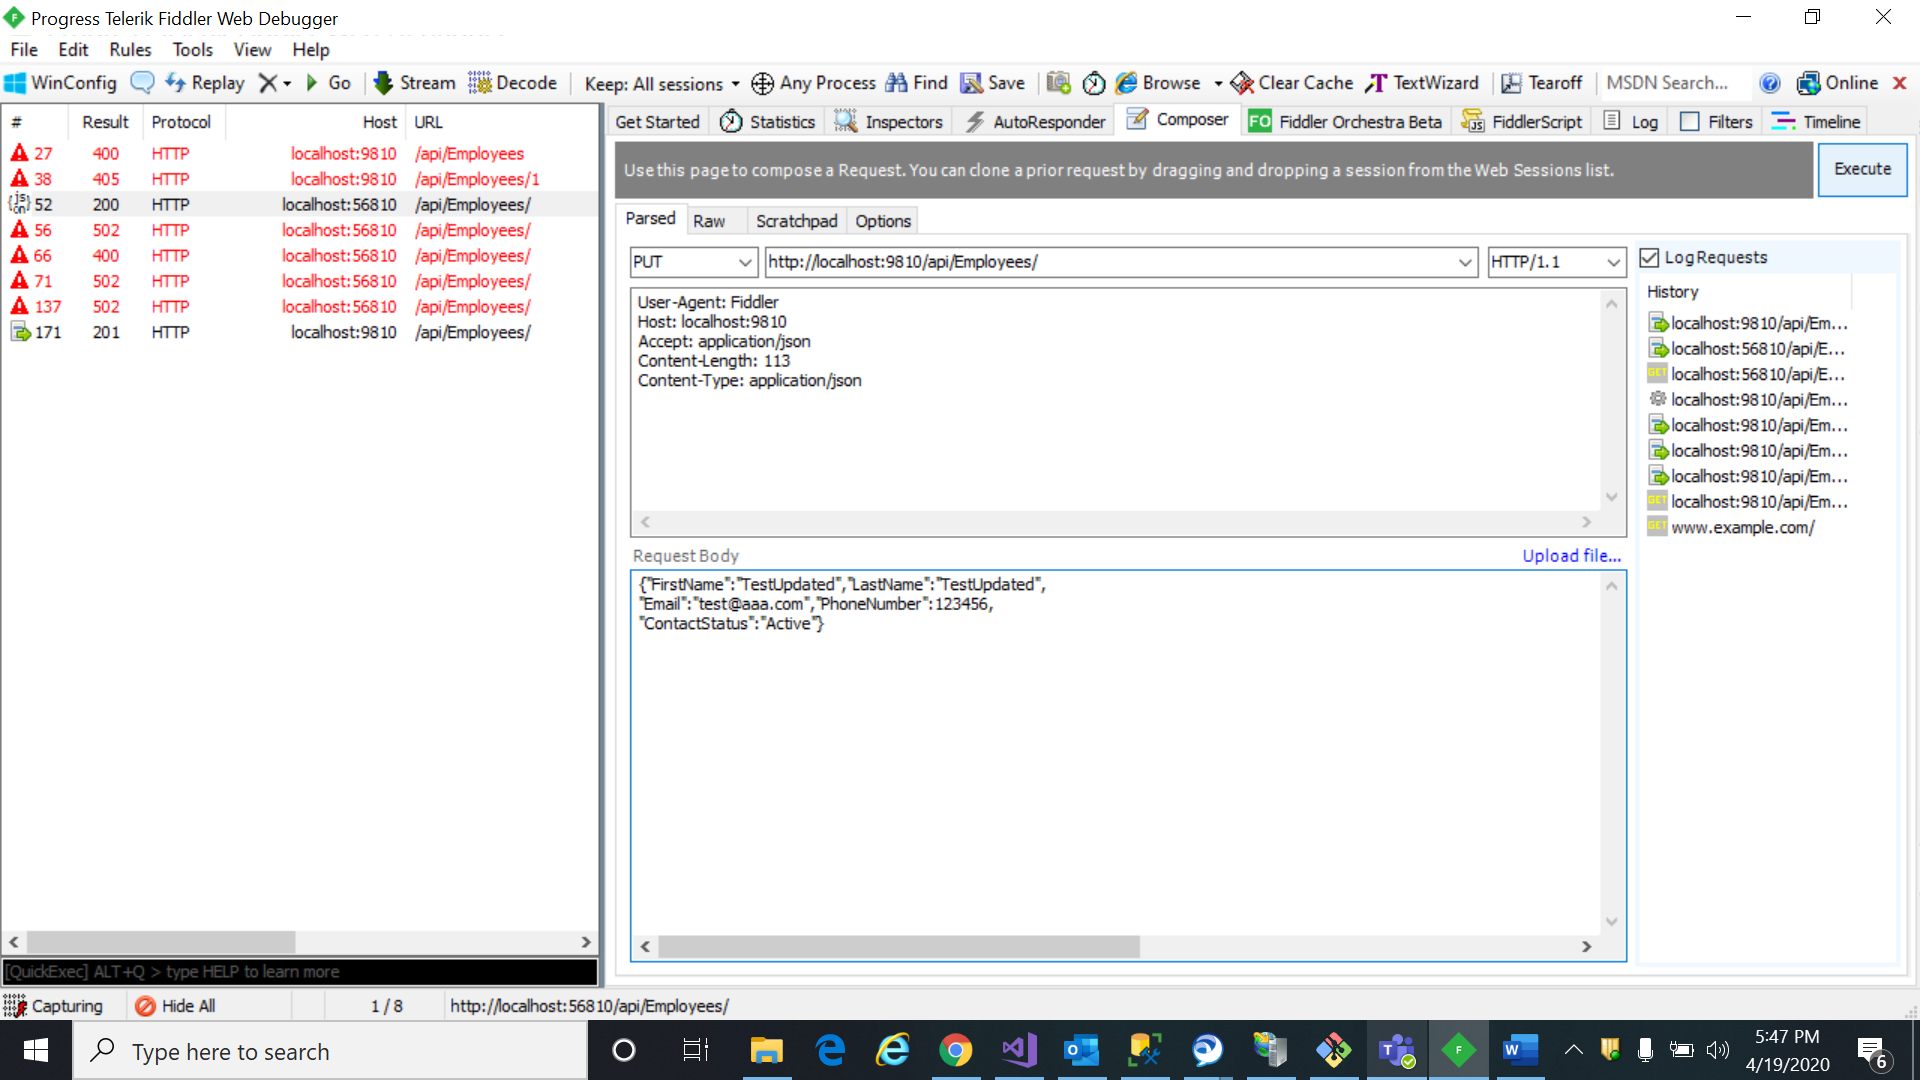 Progress Telerik Fiddler Web Debugger
File Edit Rules Tools View Help
WinConfig Replay Go Stream Decode Keep: All sessions Any Process Find Save Browse Clear Cache TextWizard Tearoff MSDN Search... Online
# Result Protocol Host URL
27 400 HTTP localhost:9810 /api/Employees
38 405 HTTP localhost:9810 /api/Employees/1
52 200 HTTP localhost:56810 /api/Employees/
56 502 HTTP localhost:56810 /api/Employees/
66 400 HTTP localhost:56810 /api/Employees/
71 502 HTTP localhost:56810 /api/Employees/
137 502 HTTP localhost:56810 /api/Employees/
171 201 HTTP localhost:9810 /api/Employees/
[QuickExec] ALT+Q > type HELP to learn more
Get Started Statistics Inspectors AutoResponder Composer FO Fiddler Orchestra Beta FiddlerScript Log Filters Timeline
Use this page to compose a Request. You can clone a prior request by dragging and dropping a session from the Web Sessions list.
Execute
Parsed Raw Scratchpad Options
PUT http://localhost:9810/api/Employees/ HTTP/1.1
User-Agent: Fiddler
Host: localhost:9810
Accept: application/json
Content-Length: 113
Content-Type: application/json
Request Body Upload file...
{"FirstName":"TestUpdated","LastName":"TestUpdated",
"Email":"test@aaa.com","PhoneNumber":123456,
"ContactStatus":"Active"}
Log Requests
History
localhost:9810/api/Em...
localhost:56810/api/E...
GET localhost:56810/api/E...
localhost:9810/api/Em...
localhost:9810/api/Em...
localhost:9810/api/Em...
localhost:9810/api/Em...
GET localhost:9810/api/Em...
GET www.example.com/
Capturing Hide All 1 / 8 http://localhost:56810/api/Employees/
Type here to search
5:47 PM
4/19/2020
6